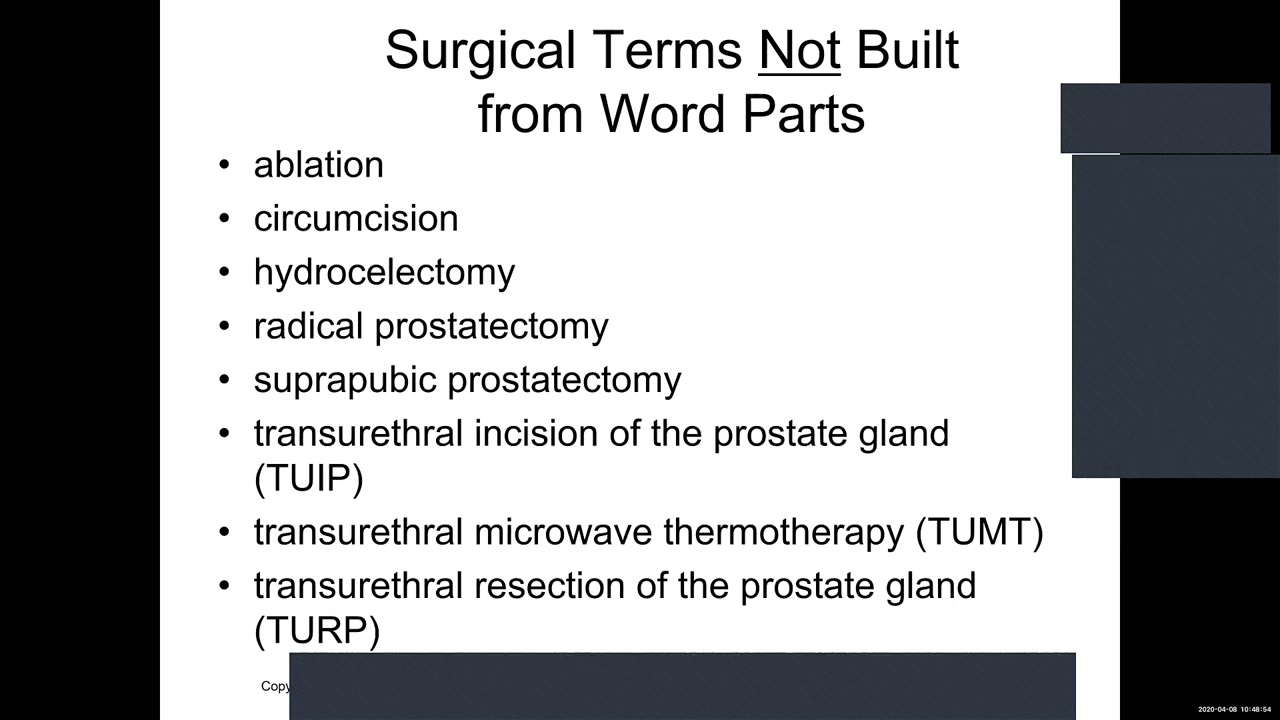 Surgical Terms Not Built
from Word Parts
• ablation
• circumcision
• hydrocelectomy
• radical prostatectomy
• suprapubic prostatectomy
• transurethral incision of the prostate gland
(TUIP)
• transurethral microwave thermotherapy (TUMT)
• transurethral resection of the prostate gland
(TURP)
Copy
2020-04-08 10:48:54